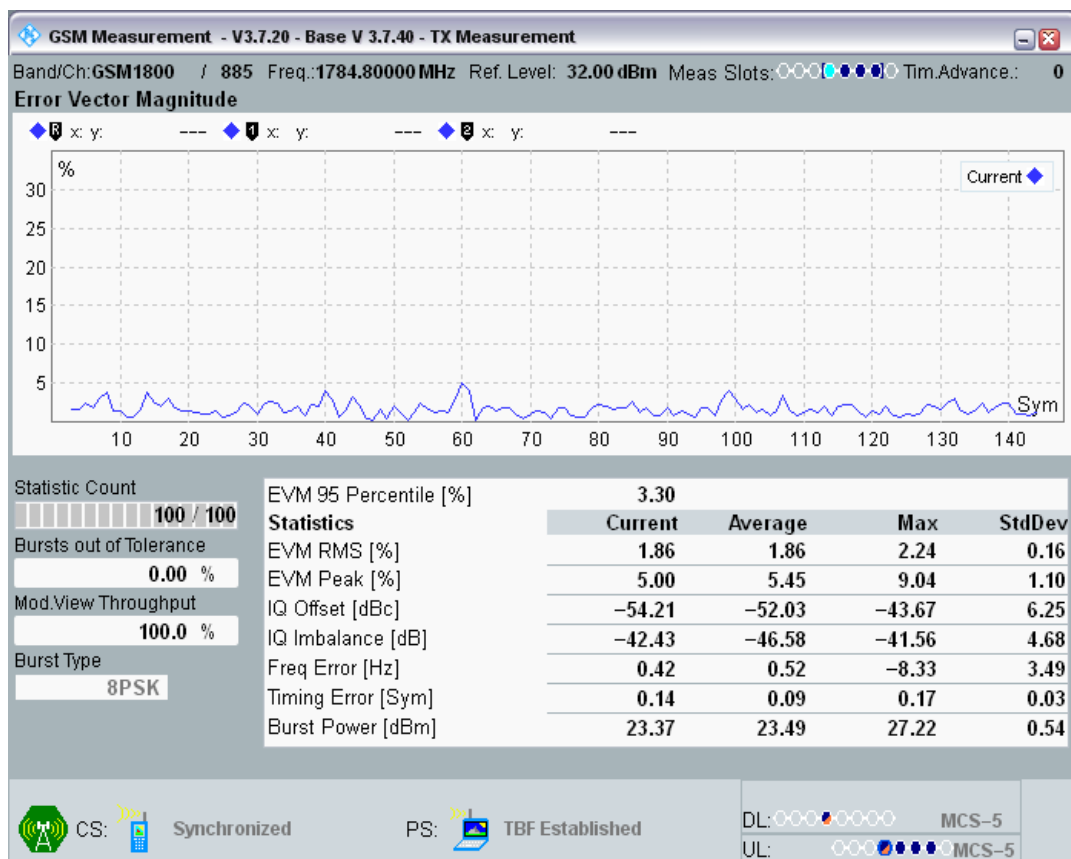 GSM Measurement - V3.7.20 - Base V 3.7.40 - TX Measurement
Band/Ch:GSM1800 / 885 Freq.:1784.80000 MHz Ref. Level: 32.00 dBm Meas Slots: Tim.Advance.: 0
Error Vector Magnitude
R x: y: --- 1 x: y: --- 2 x: y: ---
%
Current
30
25
20
15
10
5
Sym
10 20 30 40 50 60 70 80 90 100 110 120 130 140
Statistic Count
100 / 100
Bursts out of Tolerance
0.00 %
Mod.View Throughput
100.0 %
Burst Type
8PSK
EVM 95 Percentile [%] 3.30
Statistics Current Average Max StdDev
EVM RMS [%] 1.86 1.86 2.24 0.16
EVM Peak [%] 5.00 5.45 9.04 1.10
IQ Offset [dBc] −54.21 −52.03 −43.67 6.25
IQ Imbalance [dB] −42.43 −46.58 −41.56 4.68
Freq Error [Hz] 0.42 0.52 −8.33 3.49
Timing Error [Sym] 0.14 0.09 0.17 0.03
Burst Power [dBm] 23.37 23.49 27.22 0.54
CS: Synchronized PS: TBF Established
DL: MCS−5
UL: MCS−5